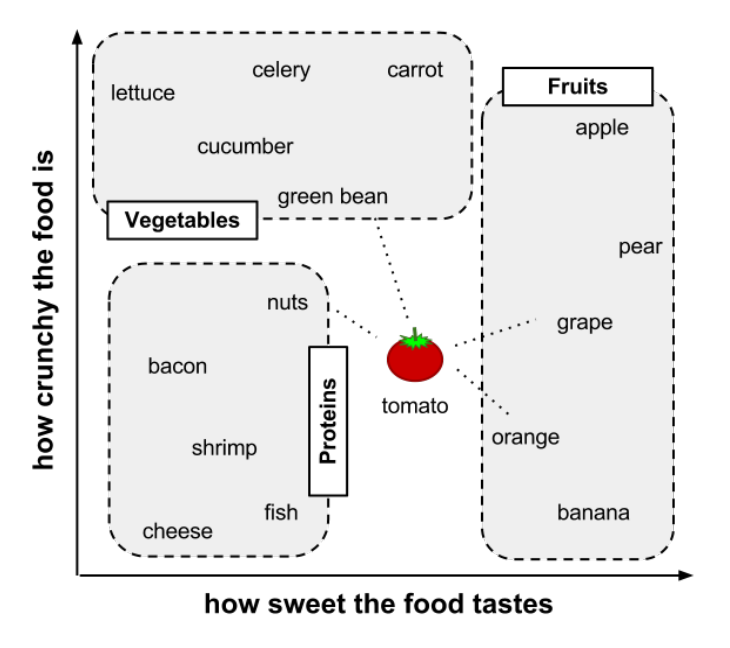 celery
carrot
lettuce
Fruits
apple
cucumber
green bean
Vegetables
pear
nuts
grape
bacon
tomato
Proteins
orange
shrimp
fish
banana
cheese
how crunchy the food is
how sweet the food tastes